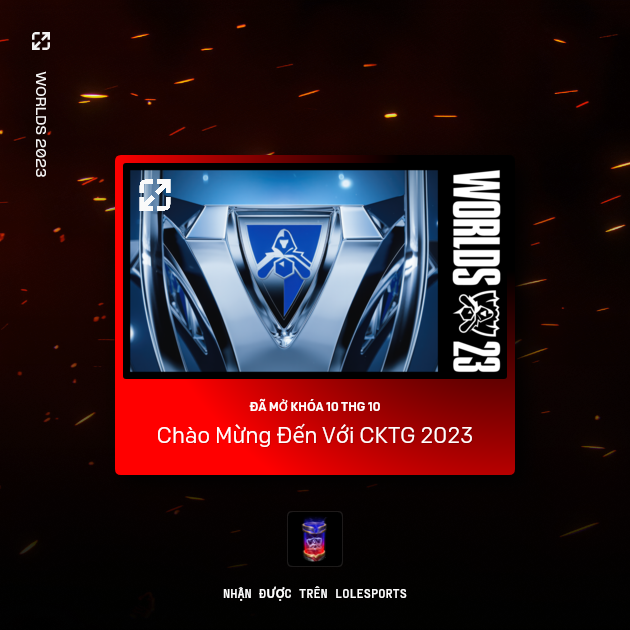 WORLDS 2023
WORLDS 23
ĐÃ MỞ KHÓA 10 THG 10
Chào Mừng Đến Với CKTG 2023
NHẬN ĐƯỢC TRÊN LOLESPORTS